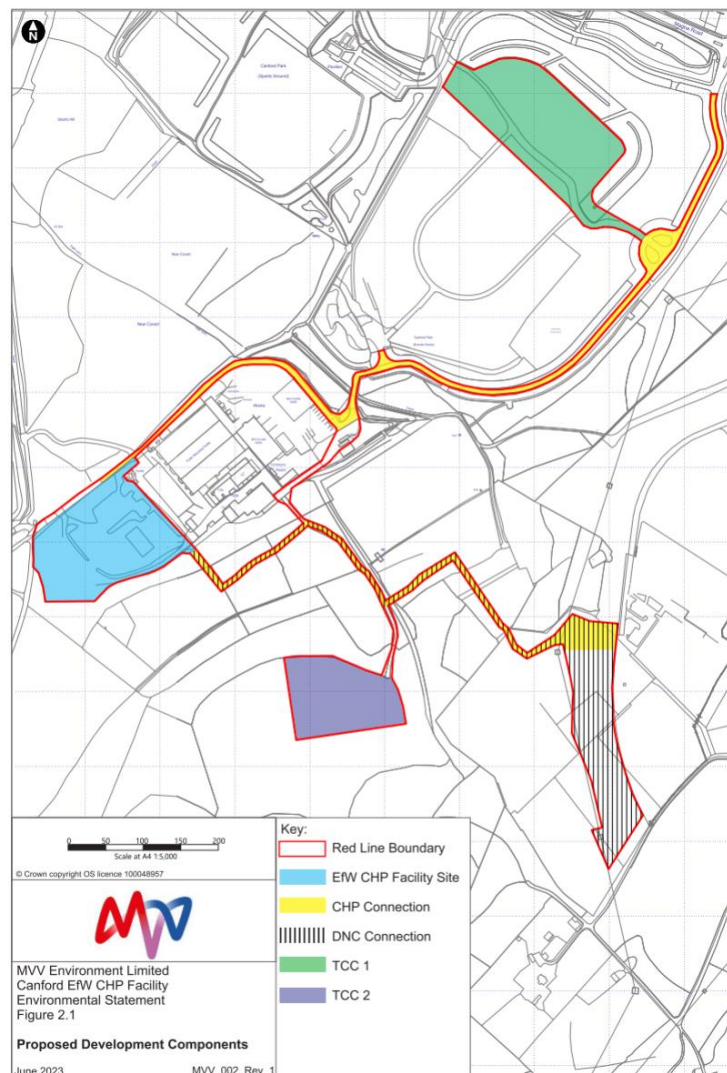 N
Magna Road
Canford Park
(Sports Ground)
Pavilion
New Covert
New Covert
Canford Park
0 50 100 150 200
Scale at A4 1:5,000
© Crown copyright OS licence 100048957
MVV
MVV Environment Limited
Canford EfW CHP Facility
Environmental Statement
Figure 2.1
Proposed Development Components
June 2023 MVV_002_Rev_1
Key:
Red Line Boundary
EfW CHP Facility Site
CHP Connection
DNC Connection
TCC 1
TCC 2